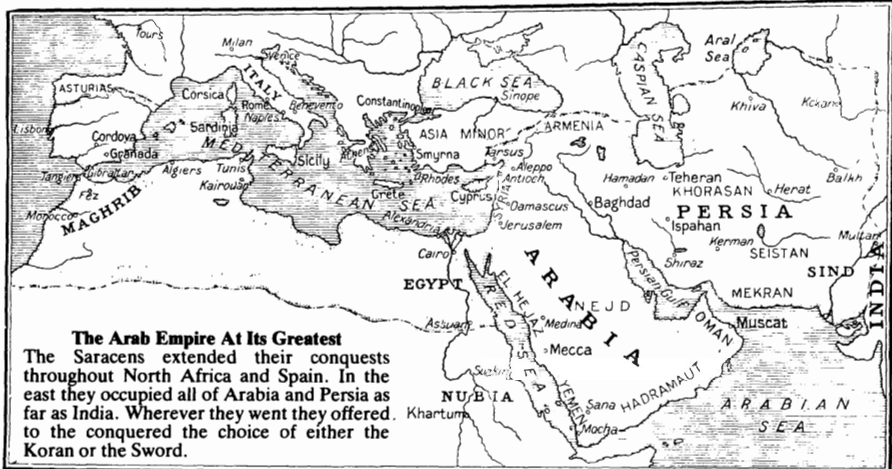 Tours
Milan
Venice
ASTURIAS
ITALY
Corsica
Rome
Naples
Benevento
Constantinople
BLACK SEA
Sinope
CASPIAN SEA
Aral
Sea
Khiva
Lisbon
Cordova
Granada
Sardinia
MEDITERRANEAN SEA
Sicily
Athens
ASIA MINOR
Smyrna
ARMENIA
Tarsus
Aleppo
Antioch
Hamadan
Teheran
KHORASAN
Herat
Balkh
Tangier
Gibraltar
Algiers
Tunis
Kairouan
Rhodes
Crete
Cyprus
SYRIA
Damascus
Jerusalem
Baghdad
PERSIA
Ispahan
Kerman
Shiraz
SEISTAN
Multan
Fez
Morocco
MAGHRIB
Alexandria
Cairo
EGYPT
ARABIA
Persian Gulf
SIND
INDIA
MEKRAN
EL HEJAZ
NEJD
OMAN
Muscat
RED SEA
Assuan
Medina
Mecca
NUBIA
Khartum
YEMEN
Sana
HADRAMAUT
Mocha
ARABIAN
SEA
The Arab Empire At Its Greatest
The Saracens extended their conquests
throughout North Africa and Spain. In the
east they occupied all of Arabia and Persia as
far as India. Wherever they went they offered
to the conquered the choice of either the
Koran or the Sword.